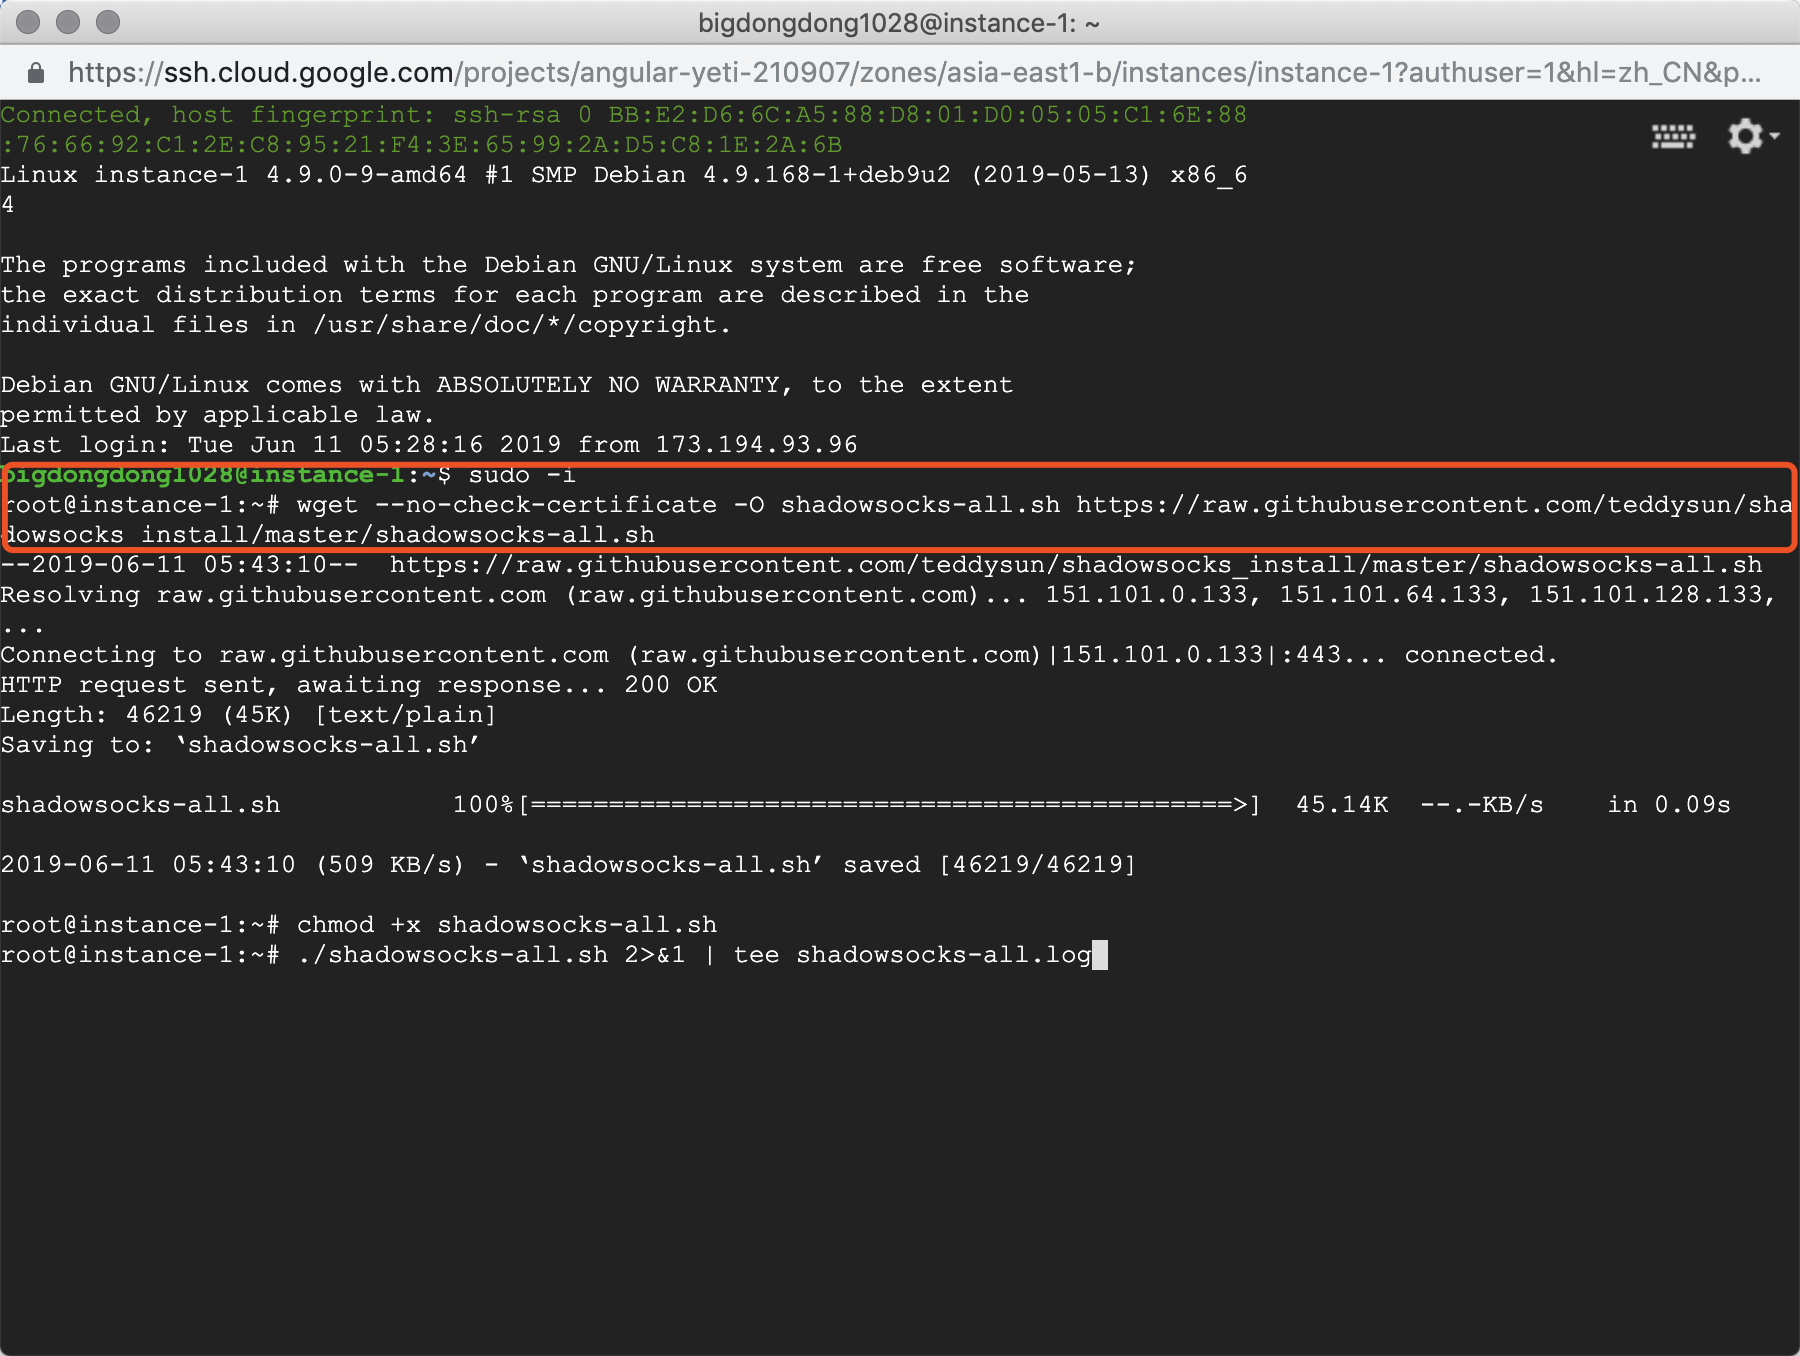 bigdongdong1028@instance-1: ~
https://ssh.cloud.google.com/projects/angular-yeti-210907/zones/asia-east1-b/instances/instance-1?authuser=1&hl=zh_CN&p...
Connected, host fingerprint: ssh-rsa 0 BB:E2:D6:6C:A5:88:D8:01:D0:05:05:C1:6E:88
:76:66:92:C1:2E:C8:95:21:F4:3E:65:99:2A:D5:C8:1E:2A:6B
Linux instance-1 4.9.0-9-amd64 #1 SMP Debian 4.9.168-1+deb9u2 (2019-05-13) x86_6
4
The programs included with the Debian GNU/Linux system are free software;
the exact distribution terms for each program are described in the
individual files in /usr/share/doc/*/copyright.
Debian GNU/Linux comes with ABSOLUTELY NO WARRANTY, to the extent
permitted by applicable law.
Last login: Tue Jun 11 05:28:16 2019 from 173.194.93.96
bigdongdong1028@instance-1:~$ sudo -i
root@instance-1:~# wget --no-check-certificate -O shadowsocks-all.sh https://raw.githubusercontent.com/teddysun/sha
dowsocks_install/master/shadowsocks-all.sh
--2019-06-11 05:43:10--  https://raw.githubusercontent.com/teddysun/shadowsocks_install/master/shadowsocks-all.sh
Resolving raw.githubusercontent.com (raw.githubusercontent.com)... 151.101.0.133, 151.101.64.133, 151.101.128.133,
...
Connecting to raw.githubusercontent.com (raw.githubusercontent.com)|151.101.0.133|:443... connected.
HTTP request sent, awaiting response... 200 OK
Length: 46219 (45K) [text/plain]
Saving to: ‘shadowsocks-all.sh’
shadowsocks-all.sh           100%[=============================================>]  45.14K  --.-KB/s    in 0.09s
2019-06-11 05:43:10 (509 KB/s) - ‘shadowsocks-all.sh’ saved [46219/46219]
root@instance-1:~# chmod +x shadowsocks-all.sh
root@instance-1:~# ./shadowsocks-all.sh 2>&1 | tee shadowsocks-all.log